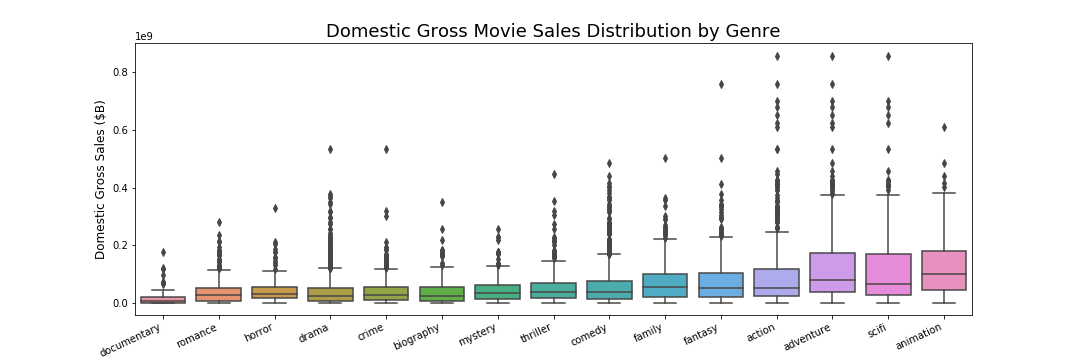 Domestic Gross Movie Sales Distribution by Genre
1e9
Domestic Gross Sales ($B)
0.8
0.6
0.4
0.2
0.0
documentary
romance
horror
drama
crime
biography
mystery
thriller
comedy
family
fantasy
action
adventure
scifi
animation